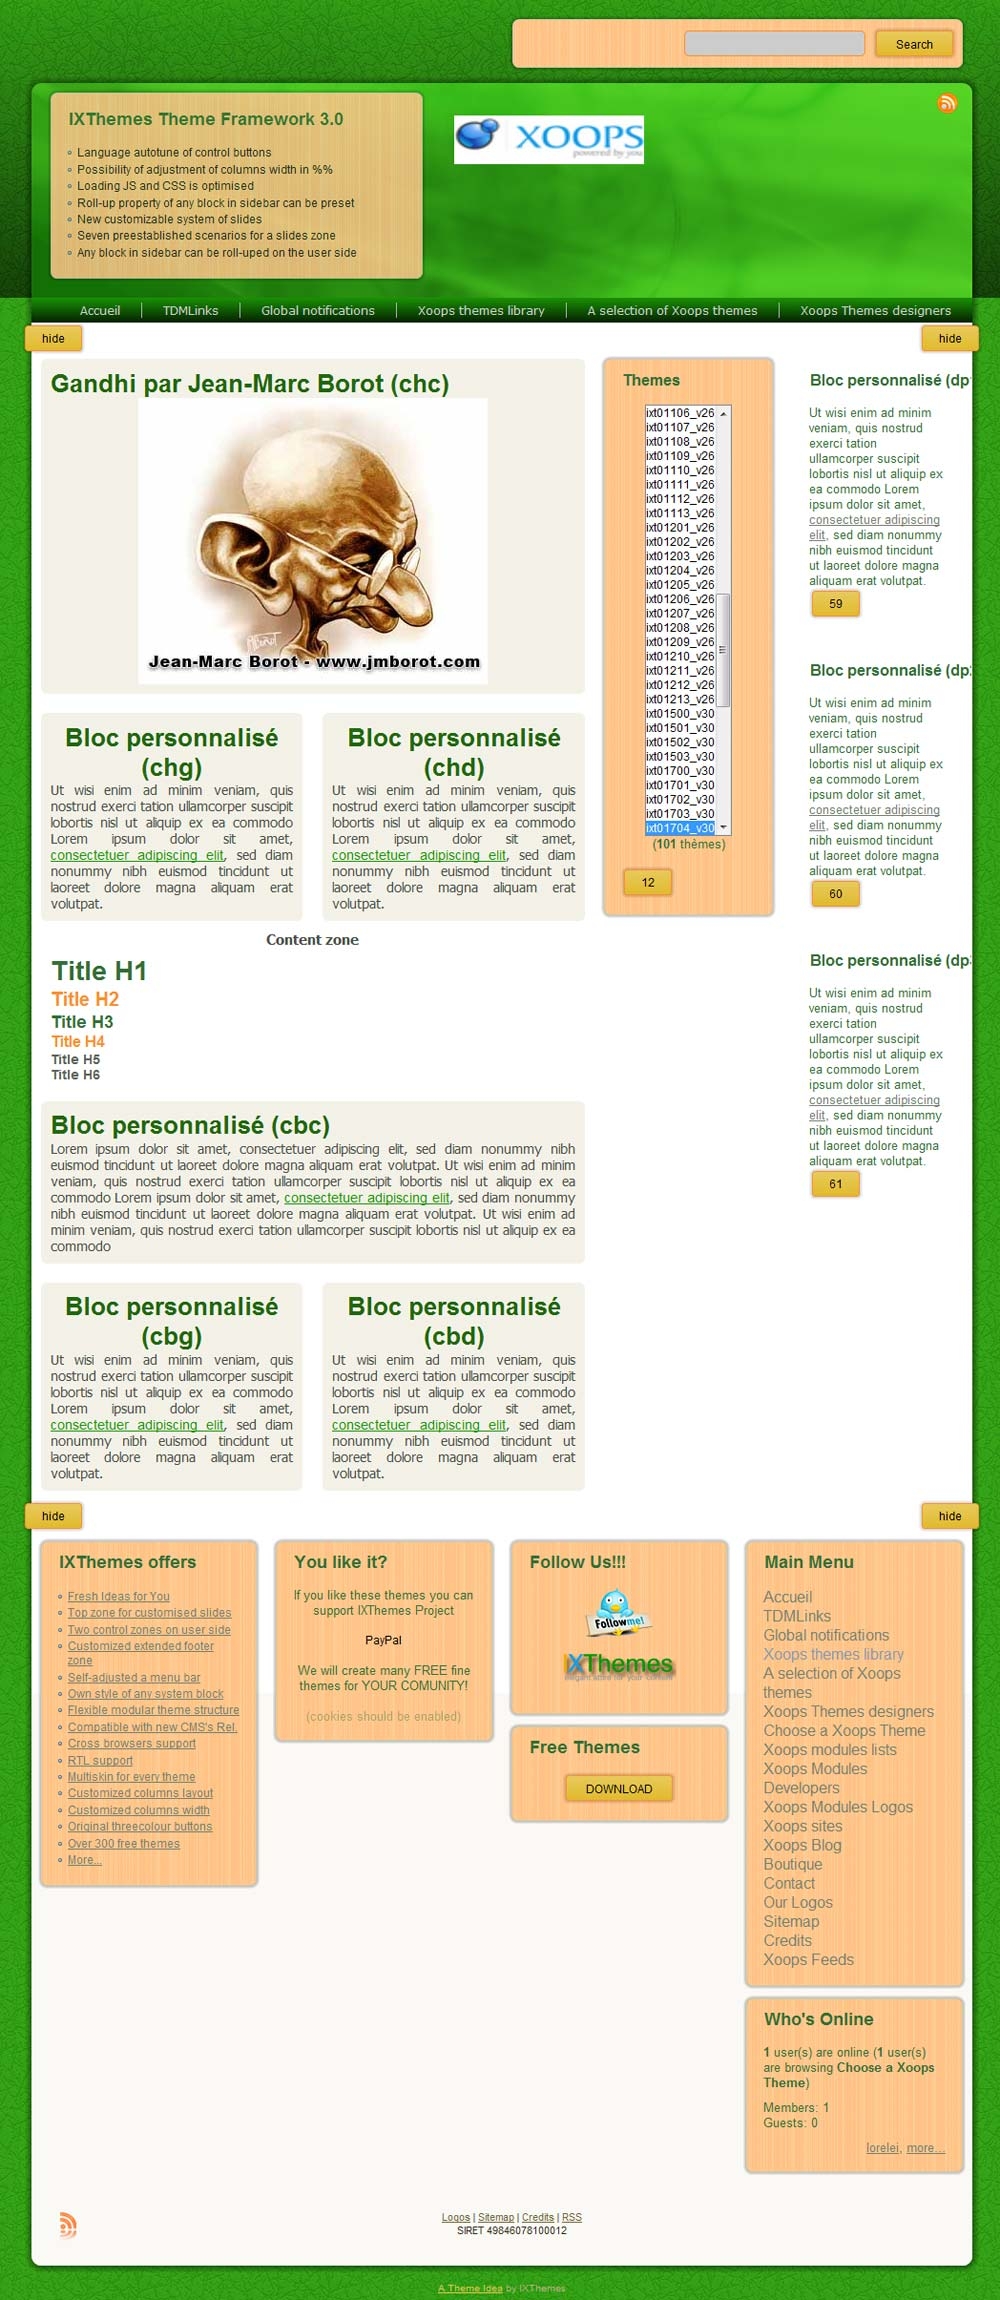 Search
IXThemes Theme Framework 3.0
Language autotune of control buttons
Possibility of adjustment of columns width in %%
Loading JS and CSS is optimised
Roll-up property of any block in sidebar can be preset
New customizable system of slides
Seven preestablished scenarios for a slides zone
Any block in sidebar can be roll-uped on the user side
XOOPS
powered by you
Accueil
TDMLinks
Global notifications
Xoops themes library
A selection of Xoops themes
Xoops Themes designers
hide
hide
Gandhi par Jean-Marc Borot (chc)
Jean-Marc Borot - www.jmborot.com
Bloc personnalisé
(chg)
Ut wisi enim ad minim veniam, quis
nostrud exerci tation ullamcorper suscipit
lobortis nisl ut aliquip ex ea commodo
Lorem ipsum dolor sit amet,
consectetuer adipiscing elit, sed diam
nonummy nibh euismod tincidunt ut
laoreet dolore magna aliquam erat
volutpat.
Bloc personnalisé
(chd)
Ut wisi enim ad minim veniam, quis
nostrud exerci tation ullamcorper suscipit
lobortis nisl ut aliquip ex ea commodo
Lorem ipsum dolor sit amet,
consectetuer adipiscing elit, sed diam
nonummy nibh euismod tincidunt ut
laoreet dolore magna aliquam erat
volutpat.
Content zone
Title H1
Title H2
Title H3
Title H4
Title H5
Title H6
Bloc personnalisé (cbc)
Lorem ipsum dolor sit amet, consectetuer adipiscing elit, sed diam nonummy nibh
euismod tincidunt ut laoreet dolore magna aliquam erat volutpat. Ut wisi enim ad minim
veniam, quis nostrud exerci tation ullamcorper suscipit lobortis nisl ut aliquip ex ea
commodo Lorem ipsum dolor sit amet, consectetuer adipiscing elit, sed diam nonummy
nibh euismod tincidunt ut laoreet dolore magna aliquam erat volutpat. Ut wisi enim ad
minim veniam, quis nostrud exerci tation ullamcorper suscipit lobortis nisl ut aliquip ex ea
commodo
Bloc personnalisé
(cbg)
Ut wisi enim ad minim veniam, quis
nostrud exerci tation ullamcorper suscipit
lobortis nisl ut aliquip ex ea commodo
Lorem ipsum dolor sit amet,
consectetuer adipiscing elit, sed diam
nonummy nibh euismod tincidunt ut
laoreet dolore magna aliquam erat
volutpat.
Bloc personnalisé
(cbd)
Ut wisi enim ad minim veniam, quis
nostrud exerci tation ullamcorper suscipit
lobortis nisl ut aliquip ex ea commodo
Lorem ipsum dolor sit amet,
consectetuer adipiscing elit, sed diam
nonummy nibh euismod tincidunt ut
laoreet dolore magna aliquam erat
volutpat.
Themes
ixt01106_v26
ixt01107_v26
ixt01108_v26
ixt01109_v26
ixt01110_v26
ixt01111_v26
ixt01112_v26
ixt01113_v26
ixt01201_v26
ixt01202_v26
ixt01203_v26
ixt01204_v26
ixt01205_v26
ixt01206_v26
ixt01207_v26
ixt01208_v26
ixt01209_v26
ixt01210_v26
ixt01211_v26
ixt01212_v26
ixt01213_v26
ixt01500_v30
ixt01501_v30
ixt01502_v30
ixt01503_v30
ixt01700_v30
ixt01701_v30
ixt01702_v30
ixt01703_v30
ixt01704_v30
(101 thèmes)
12
Bloc personnalisé (dp
Ut wisi enim ad minim
veniam, quis nostrud
exerci tation
ullamcorper suscipit
lobortis nisl ut aliquip ex
ea commodo Lorem
ipsum dolor sit amet,
consectetuer adipiscing
elit, sed diam nonummy
nibh euismod tincidunt
ut laoreet dolore magna
aliquam erat volutpat.
59
Bloc personnalisé (dp
Ut wisi enim ad minim
veniam, quis nostrud
exerci tation
ullamcorper suscipit
lobortis nisl ut aliquip ex
ea commodo Lorem
ipsum dolor sit amet,
consectetuer adipiscing
elit, sed diam nonummy
nibh euismod tincidunt
ut laoreet dolore magna
aliquam erat volutpat.
60
Bloc personnalisé (dp
Ut wisi enim ad minim
veniam, quis nostrud
exerci tation
ullamcorper suscipit
lobortis nisl ut aliquip ex
ea commodo Lorem
ipsum dolor sit amet,
consectetuer adipiscing
elit, sed diam nonummy
nibh euismod tincidunt
ut laoreet dolore magna
aliquam erat volutpat.
61
hide
hide
IXThemes offers
Fresh Ideas for You
Top zone for customised slides
Two control zones on user side
Customized extended footer
zone
Self-adjusted a menu bar
Own style of any system block
Flexible modular theme structure
Compatible with new CMS's Rel.
Cross browsers support
RTL support
Multiskin for every theme
Customized columns layout
Customized columns width
Original threecolour buttons
Over 300 free themes
More...
You like it?
If you like these themes you can
support IXThemes Project
PayPal
We will create many FREE fine
themes for YOUR COMUNITY!
(cookies should be enabled)
Follow Us!!!
Followme!
IXThemes
Free Themes
DOWNLOAD
Main Menu
Accueil
TDMLinks
Global notifications
Xoops themes library
A selection of Xoops
themes
Xoops Themes designers
Choose a Xoops Theme
Xoops modules lists
Xoops Modules
Developers
Xoops Modules Logos
Xoops sites
Xoops Blog
Boutique
Contact
Our Logos
Sitemap
Credits
Xoops Feeds
Who's Online
1 user(s) are online (1 user(s)
are browsing Choose a Xoops
Theme)
Members: 1
Guests: 0
lorelei, more...
Logos | Sitemap | Credits | RSS
SIRET 49846078100012
A Theme Idea by IXThemes